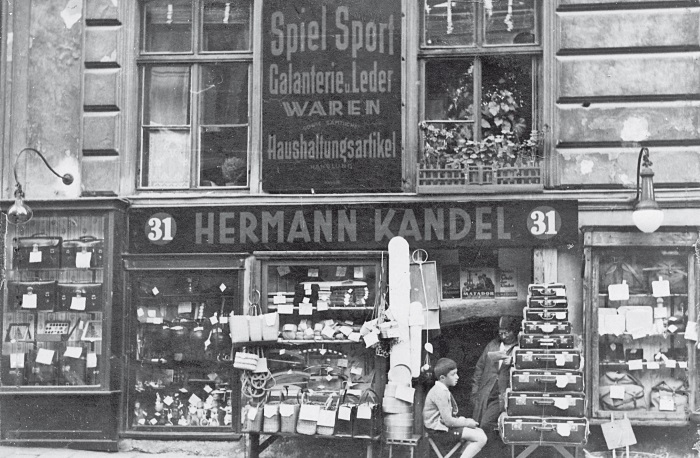 Spiel Sport
Galanterie u. Leder
WAREN
Haushaltungsartikel
31 HERMANN KANDEL 31
MATADOR